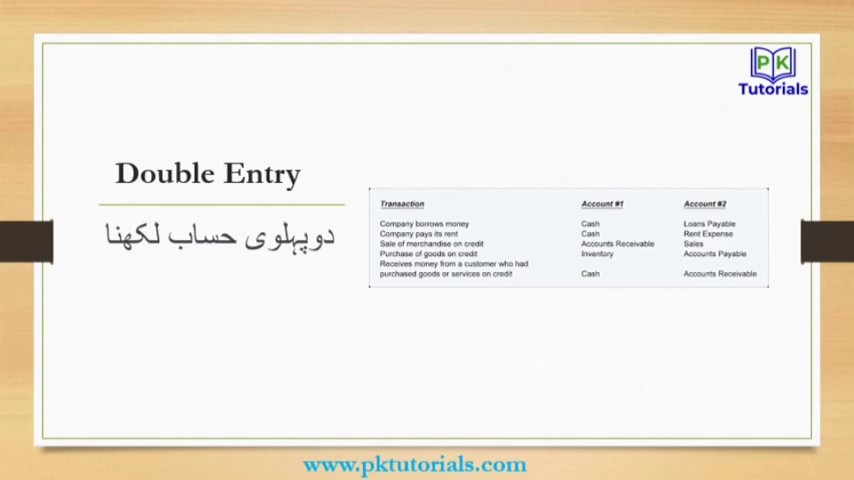 PK
Tutorials
Double Entry
دوپہلوی حساب لکھنا
Transaction Account #1 Account #2
Company borrows money Cash Loans Payable
Company pays its rent Cash Rent Expense
Sale of merchandise on credit Accounts Receivable Sales
Purchase of goods on credit Inventory Accounts Payable
Receives money from a customer who had
purchased goods or services on credit Cash Accounts Receivable
www.pktutorials.com